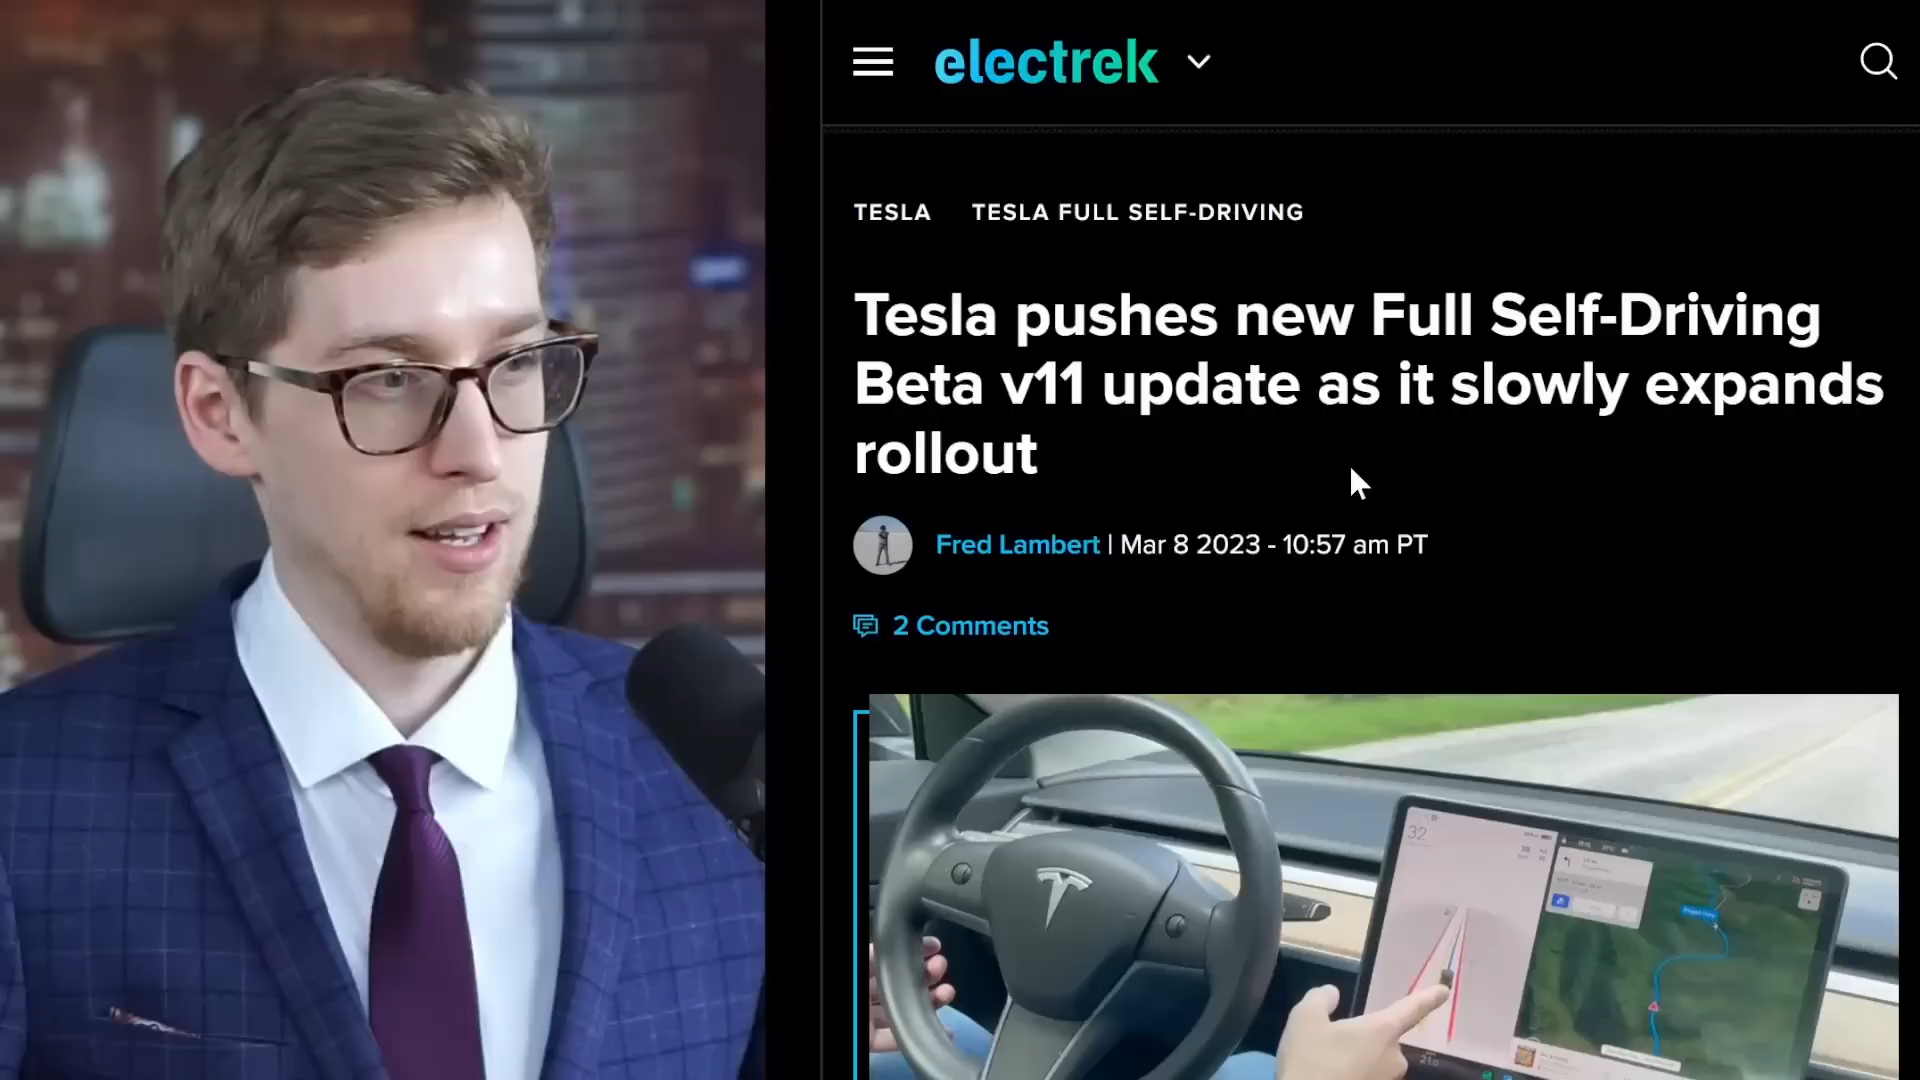 electrek
TESLA TESLA FULL SELF-DRIVING
Tesla pushes new Full Self-Driving
Beta v11 update as it slowly expands
rollout
Fred Lambert | Mar 8 2023 - 10:57 am PT
2 Comments
32